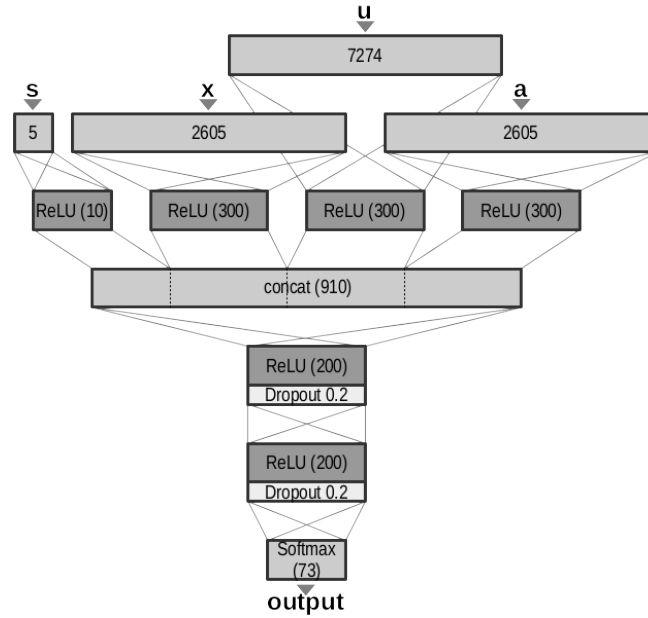 u
7274
s
x
a
5
2605
2605
ReLU (10)
ReLU (300)
ReLU (300)
ReLU (300)
concat (910)
ReLU (200)
Dropout 0.2
ReLU (200)
Dropout 0.2
Softmax
(73)
output